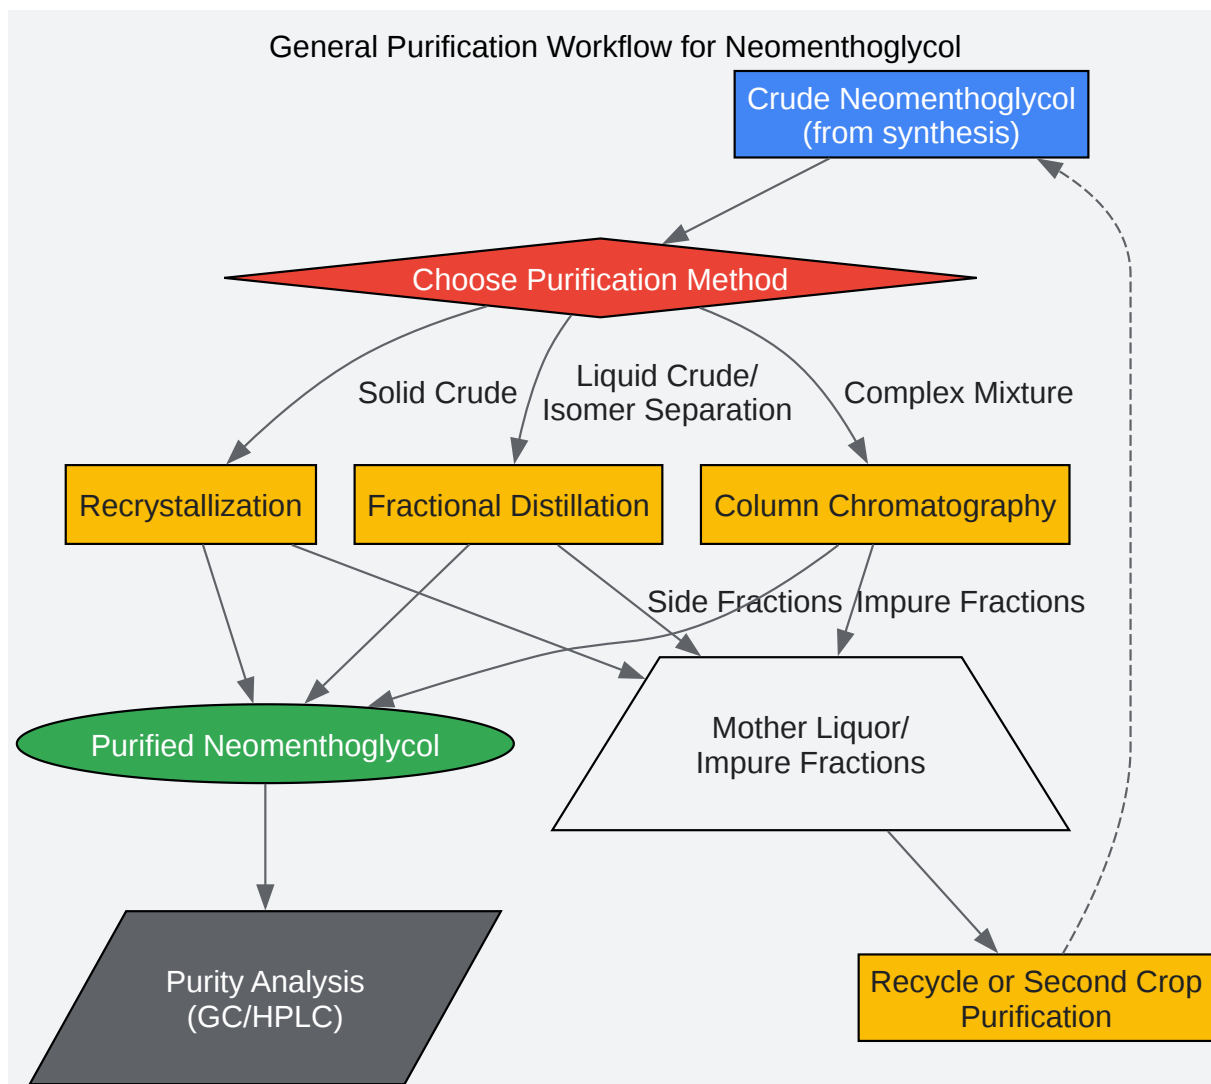 General Purification Workflow for Neomenthoglycol
Crude Neomenthoglycol
(from synthesis)
Choose Purification Method
Solid Crude
Liquid Crude/
Isomer Separation
Complex Mixture
Recrystallization
Fractional Distillation
Column Chromatography
Side Fractions
Impure Fractions
Purified Neomenthoglycol
Mother Liquor/
Impure Fractions
Purity Analysis
(GC/HPLC)
Recycle or Second Crop
Purification